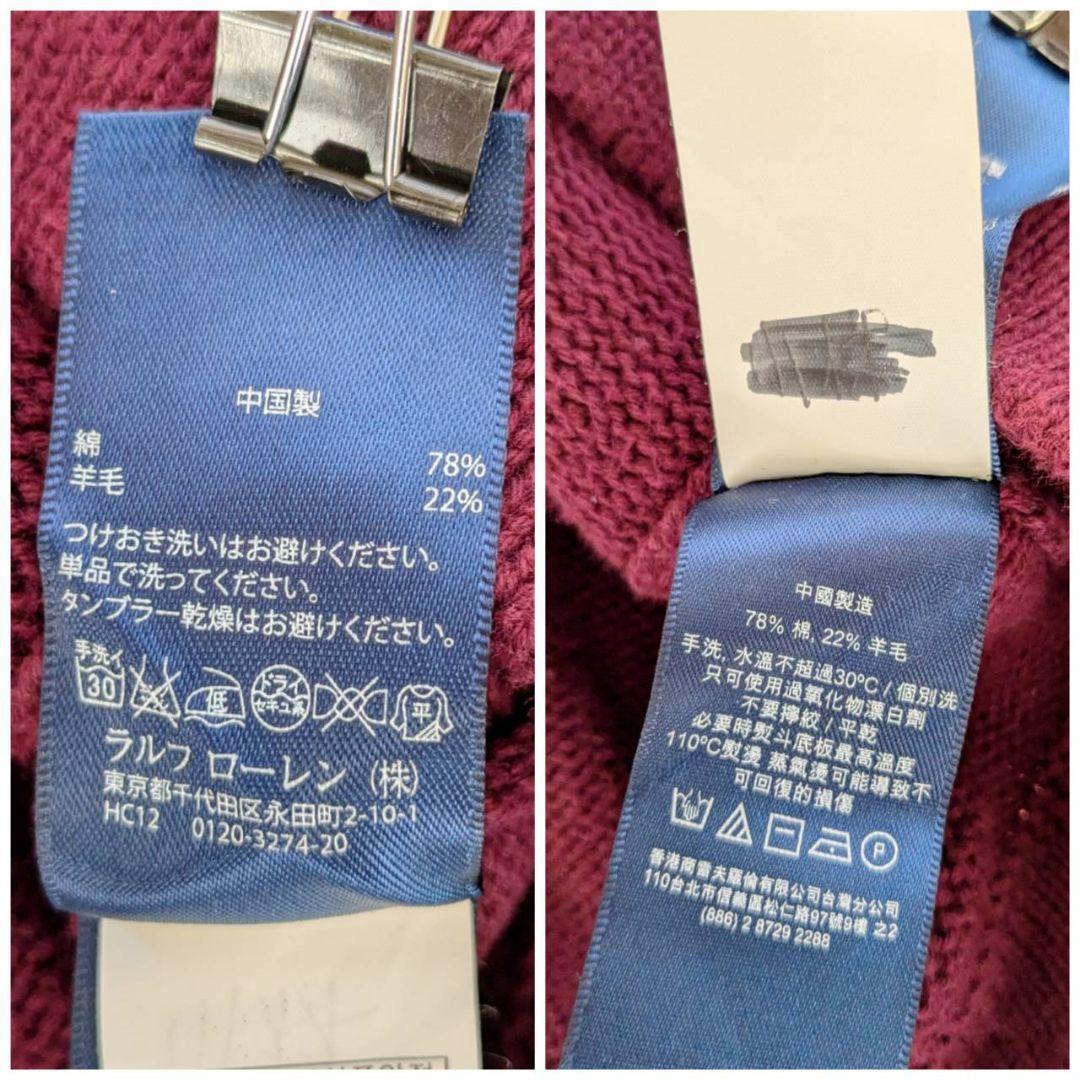 中国製
綿 78%
羊毛 22%
つけおき洗いはお避けください。
単品で洗ってください。
タンブラー乾燥はお避けください。
手洗イ
30
低
ドライ
セキユ系
平
ラルフ ローレン (株)
東京都千代田区永田町2-10-1
HC12 0120-3274-20
中國製造
78% 棉, 22% 羊毛
手洗, 水溫不超過30ºC / 個別洗
只可使用過氧化物漂白劑
不要擰絞 / 平乾
必要時熨斗底板最高溫度
110ºC熨燙 蒸氣燙可能導致不
可回復的損傷
P
香港商雷夫羅倫有限公司台灣分公司
110台北市信義區松仁路97號9樓 之2
(886) 2 8729 2288